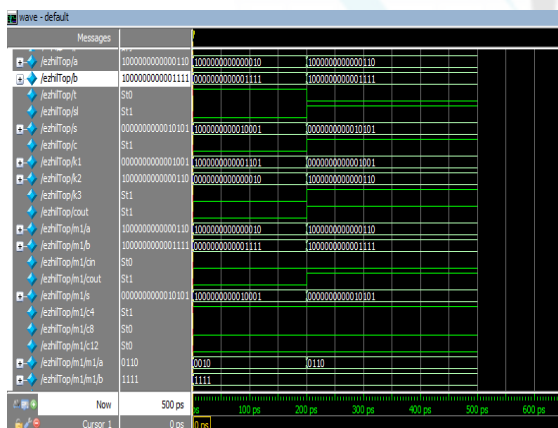 wave - default
Messages
/ezhilTop/a 1000000000000110 1000000000000010 1000000000000110
/ezhilTop/b 1000000000001111 0000000000001111 1000000000001111
/ezhilTop/t St0
/ezhilTop/sl St1
/ezhilTop/s 0000000000010101 1000000000010001 0000000000010101
/ezhilTop/c St1
/ezhilTop/k1 0000000000001001 1000000000001101 0000000000001001
/ezhilTop/k2 1000000000000110 0000000000000010 1000000000000110
/ezhilTop/k3 St1
/ezhilTop/cout St1
/ezhilTop/m1/a 1000000000000110 1000000000000010 1000000000000110
/ezhilTop/m1/b 1000000000001111 0000000000001111 1000000000001111
/ezhilTop/m1/cin St0
/ezhilTop/m1/cout St1
/ezhilTop/m1/s 0000000000010101 1000000000010001 0000000000010101
/ezhilTop/m1/c4 St1
/ezhilTop/m1/c8 St0
/ezhilTop/m1/c12 St0
/ezhilTop/m1/m1/a 0110 0010 0110
/ezhilTop/m1/m1/b 1111 1111
Now 500 ps ps 100 ps 200 ps 300 ps 400 ps 500 ps 600 ps
Cursor 1 0 ps 0 ps